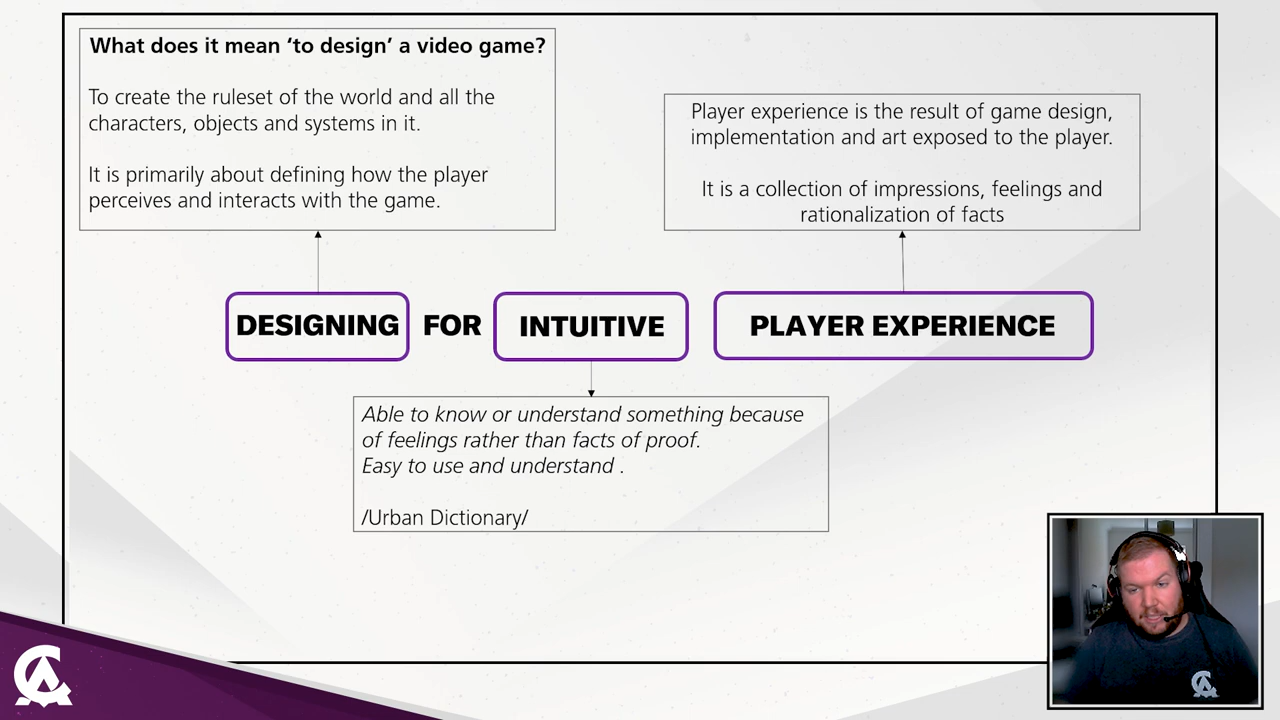 What does it mean ‘to design’ a video game?
To create the ruleset of the world and all the
characters, objects and systems in it.
It is primarily about defining how the player
perceives and interacts with the game.
Player experience is the result of game design,
implementation and art exposed to the player.
It is a collection of impressions, feelings and
rationalization of facts
DESIGNING FOR INTUITIVE PLAYER EXPERIENCE
Able to know or understand something because
of feelings rather than facts of proof.
Easy to use and understand .
/Urban Dictionary/